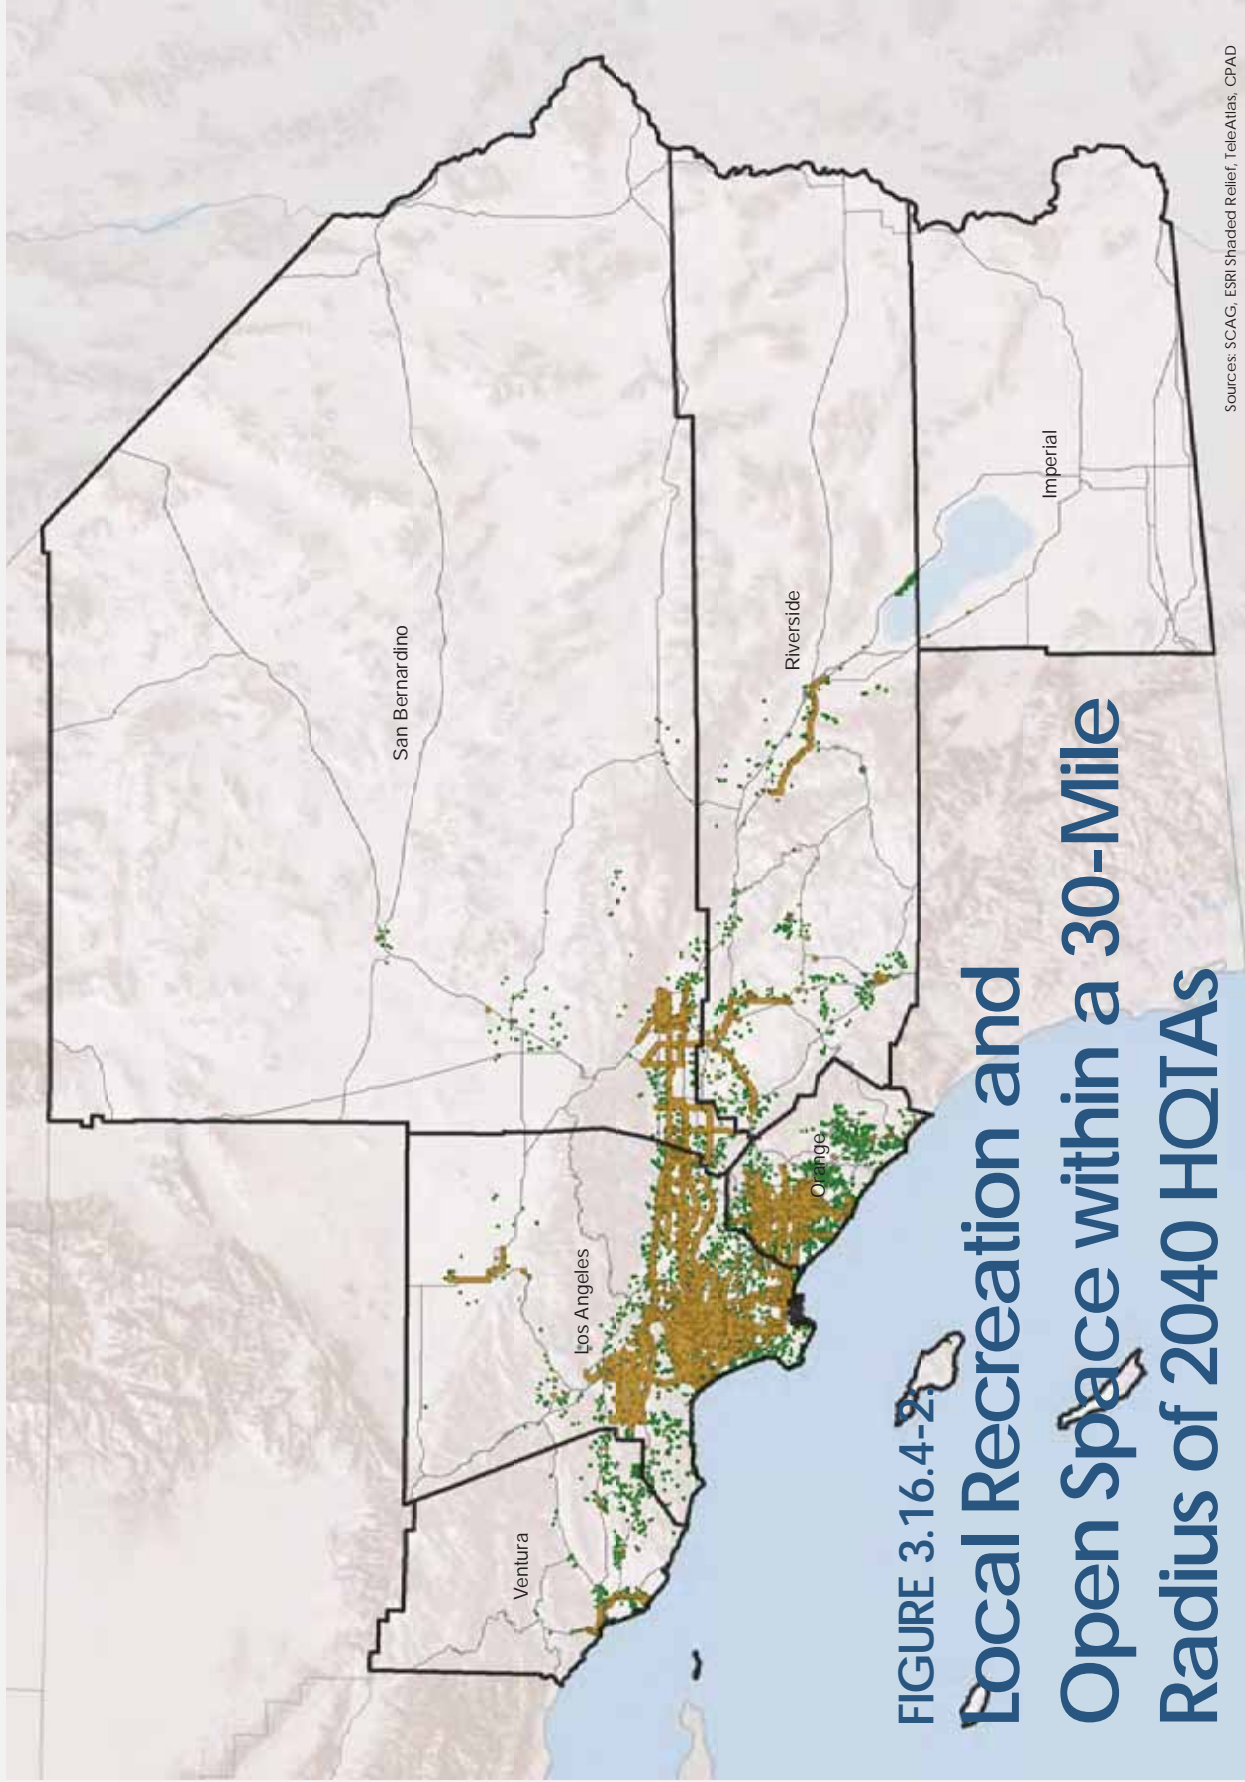 San Bernardino
Ventura
Los Angeles
Riverside
Orange
Imperial
FIGURE 3.16.4-2:
Local Recreation and
Open Space within a 30-Mile
Radius of 2040 HQTAs
Sources: SCAG, ESRI Shaded Relief, TeleAtlas, CPAD